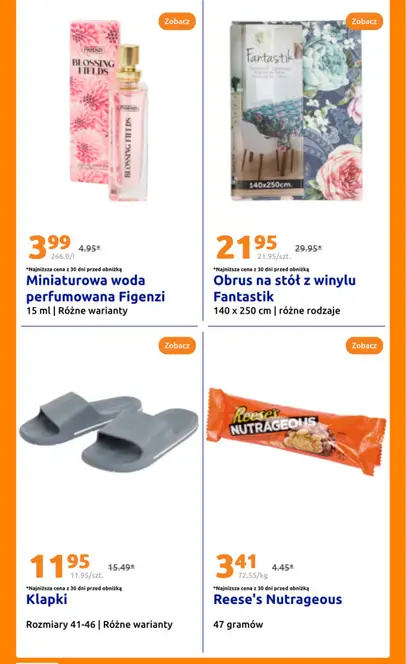 Zobacz
FIGENZI
BLOSSING
FIELDS
BLOSSING FIELDS
3.99 4.95*
266.0/l
*Najniższa cena z 30 dni przed obniżką
Miniaturowa woda
perfumowana Figenzi
15 ml | Różne warianty
Zobacz
Fantastik
140x250cm.
21.95 29.95*
21.95/szt.
*Najniższa cena z 30 dni przed obniżką
Obrus na stół z winylu
Fantastik
140 x 250 cm | różne rodzaje
Zobacz
11.95 15.49*
11.95/szt.
*Najniższa cena z 30 dni przed obniżką
Klapki
Rozmiary 41-46 | Różne warianty
Zobacz
Reese's
NUTRAGEOUS
3.41 4.45*
72.55/kg
*Najniższa cena z 30 dni przed obniżką
Reese's Nutrageous
47 gramów